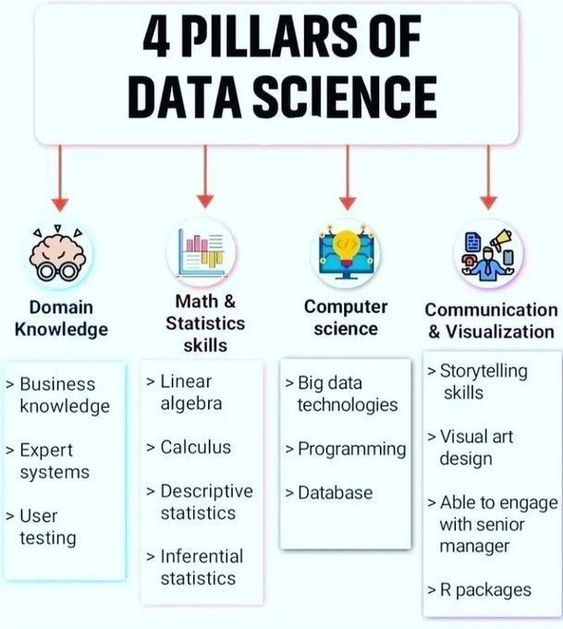 4 PILLARS OF
DATA SCIENCE
Domain
Knowledge
> Business
knowledge
> Expert
systems
> User
testing
Math &
Statistics
skills
> Linear
algebra
> Calculus
> Descriptive
statistics
> Inferential
statistics
Computer
science
> Big data
technologies
> Programming
> Database
Communication
& Visualization
> Storytelling
skills
> Visual art
design
> Able to engage
with senior
manager
> R packages